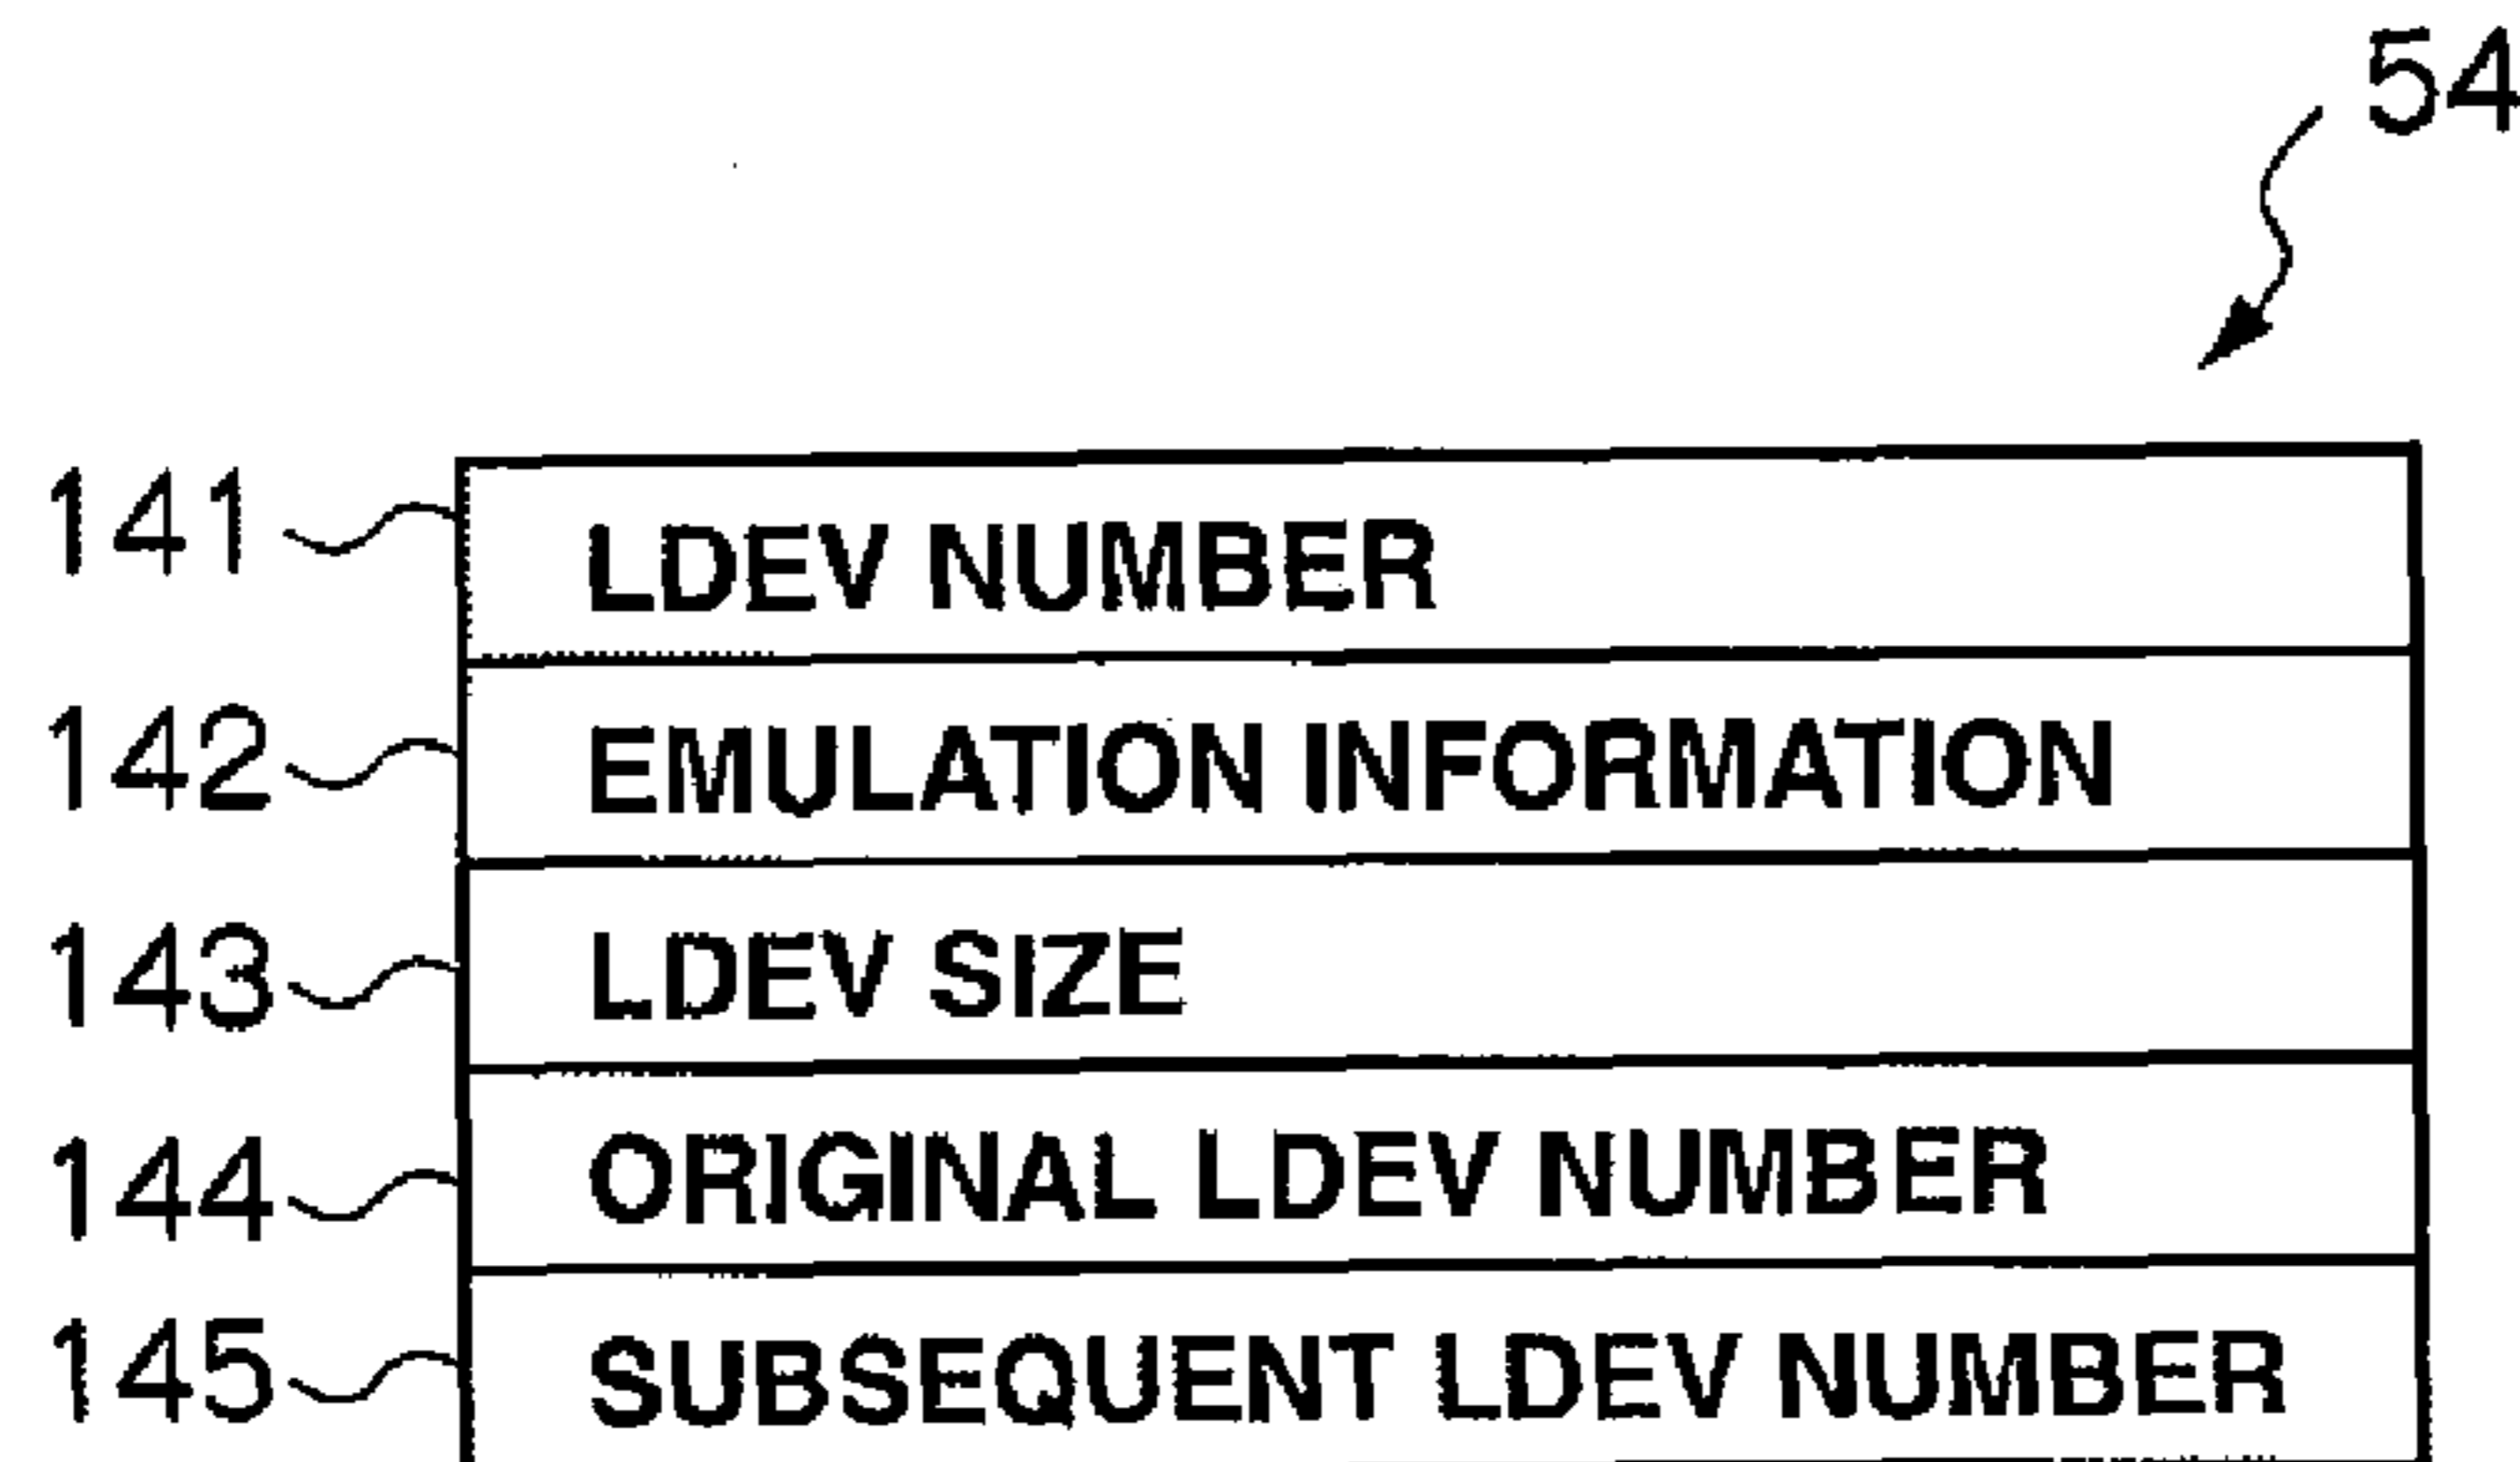 54
141 LDEV NUMBER
142 EMULATION INFORMATION
143 LDEV SIZE
144 ORIGINAL LDEV NUMBER
145 SUBSEQUENT LDEV NUMBER